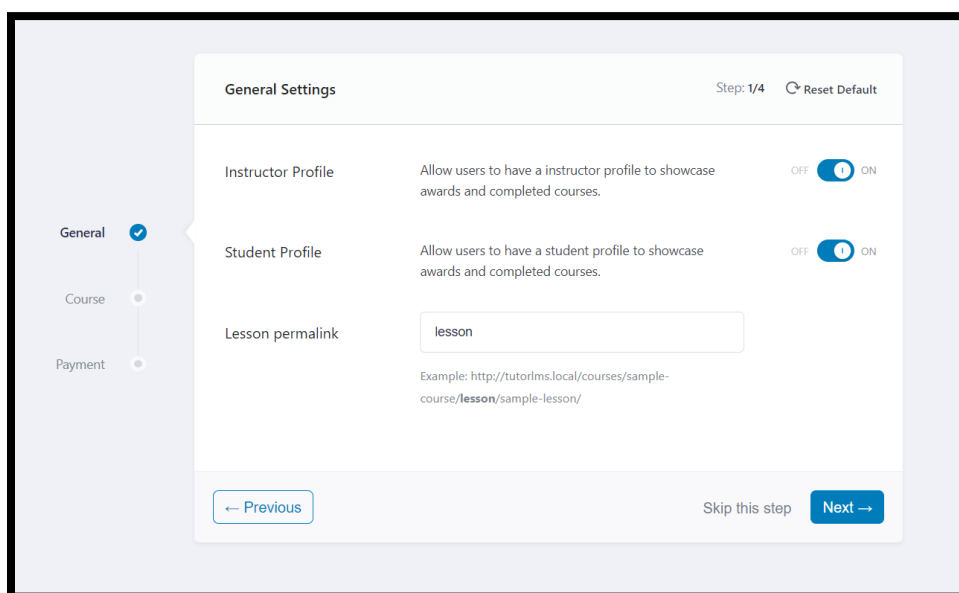 General Settings
Step: 1/4
Reset Default
Instructor Profile
Allow users to have a instructor profile to showcase
awards and completed courses.
OFF
ON
General
Student Profile
Allow users to have a student profile to showcase
awards and completed courses.
OFF
ON
Course
Lesson permalink
lesson
Payment
Example: http://tutorlms.local/courses/sample-
course/lesson/sample-lesson/
← Previous
Skip this step
Next →